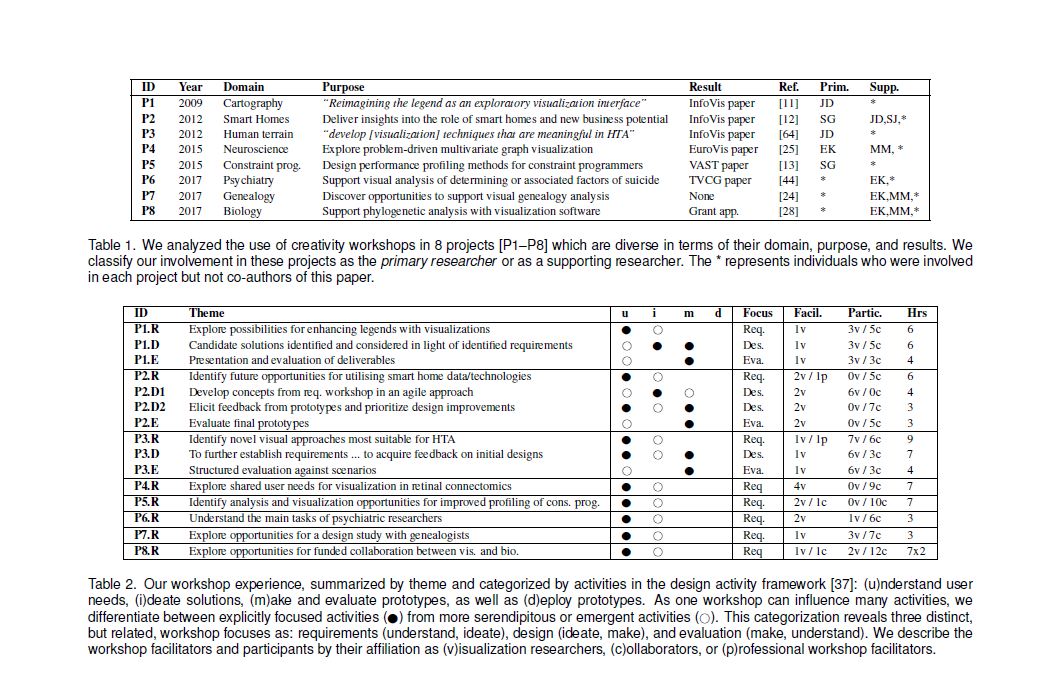 ID Year Domain Purpose Result Ref. Prim. Supp.
P1 2009 Cartography “Reimagining the legend as an exploratory visualization interface” InfoVis paper [11] JD *
P2 2012 Smart Homes Deliver insights into the role of smart homes and new business potential InfoVis paper [12] SG JD,SJ,*
P3 2012 Human terrain “develop [visualization] techniques that are meaningful in HTA” InfoVis paper [64] JD *
P4 2015 Neuroscience Explore problem-driven multivariate graph visualization EuroVis paper [25] EK MM, *
P5 2015 Constraint prog. Design performance profiling methods for constraint programmers VAST paper [13] SG *
P6 2017 Psychiatry Support visual analysis of determining or associated factors of suicide TVCG paper [44] * EK,*
P7 2017 Genealogy Discover opportunities to support visual genealogy analysis None [24] * EK,MM,*
P8 2017 Biology Support phylogenetic analysis with visualization software Grant app. [28] * EK,MM,*
Table 1. We analyzed the use of creativity workshops in 8 projects [P1–P8] which are diverse in terms of their domain, purpose, and results. We
classify our involvement in these projects as the primary researcher or as a supporting researcher. The * represents individuals who were involved
in each project but not co-authors of this paper.
ID Theme u i m d Focus Facil. Partic. Hrs
P1.R Explore possibilities for enhancing legends with visualizations ● ○ Req. 1v 3v / 5c 6
P1.D Candidate solutions identified and considered in light of identified requirements ○ ● ● Des. 1v 3v / 5c 6
P1.E Presentation and evaluation of deliverables ○ ● Eva. 1v 3v / 3c 4
P2.R Identify future opportunities for utilising smart home data/technologies ● ○ Req. 2v / 1p 0v / 5c 6
P2.D1 Develop concepts from req. workshop in an agile approach ○ ● ○ Des. 2v 6v / 0c 4
P2.D2 Elicit feedback from prototypes and prioritize design improvements ● ○ ● Des. 2v 0v / 7c 3
P2.E Evaluate final prototypes ○ ● Eva. 2v 0v / 5c 3
P3.R Identify novel visual approaches most suitable for HTA ● ○ Req. 1v / 1p 7v / 6c 9
P3.D To further establish requirements ... to acquire feedback on initial designs ● ○ ● Des. 1v 6v / 3c 7
P3.E Structured evaluation against scenarios ○ ● Eva. 1v 6v / 3c 4
P4.R Explore shared user needs for visualization in retinal connectomics ● ○ Req 4v 0v / 9c 7
P5.R Identify analysis and visualization opportunities for improved profiling of cons. prog. ● ○ Req. 2v / 1c 0v / 10c 7
P6.R Understand the main tasks of psychiatric researchers ● ○ Req. 2v 1v / 6c 3
P7.R Explore opportunities for a design study with genealogists ● ○ Req. 1v 3v / 7c 3
P8.R Explore opportunities for funded collaboration between vis. and bio. ● ○ Req 1v / 1c 2v / 12c 7x2
Table 2. Our workshop experience, summarized by theme and categorized by activities in the design activity framework [37]: (u)nderstand user
needs, (i)deate solutions, (m)ake and evaluate prototypes, as well as (d)eploy prototypes. As one workshop can influence many activities, we
differentiate between explicitly focused activities (●) from more serendipitous or emergent activities (○). This categorization reveals three distinct,
but related, workshop focuses as: requirements (understand, ideate), design (ideate, make), and evaluation (make, understand). We describe the
workshop facilitators and participants by their affiliation as (v)isualization researchers, (c)ollaborators, or (p)rofessional workshop facilitators.